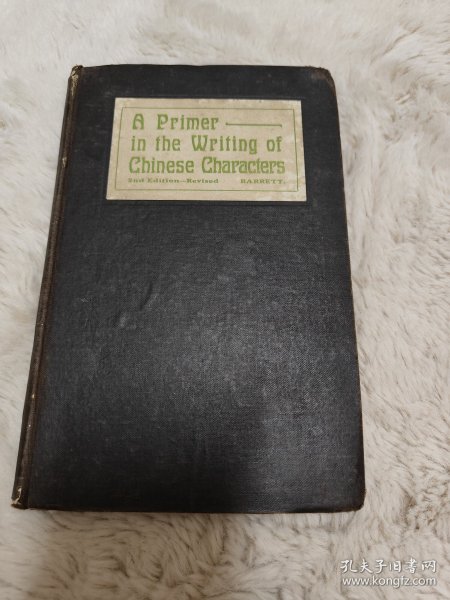 A Primer
in the Writing of
Chinese Characters
2nd Edition—Revised BARRETT.
孔夫子旧书网
www.kongfz.com